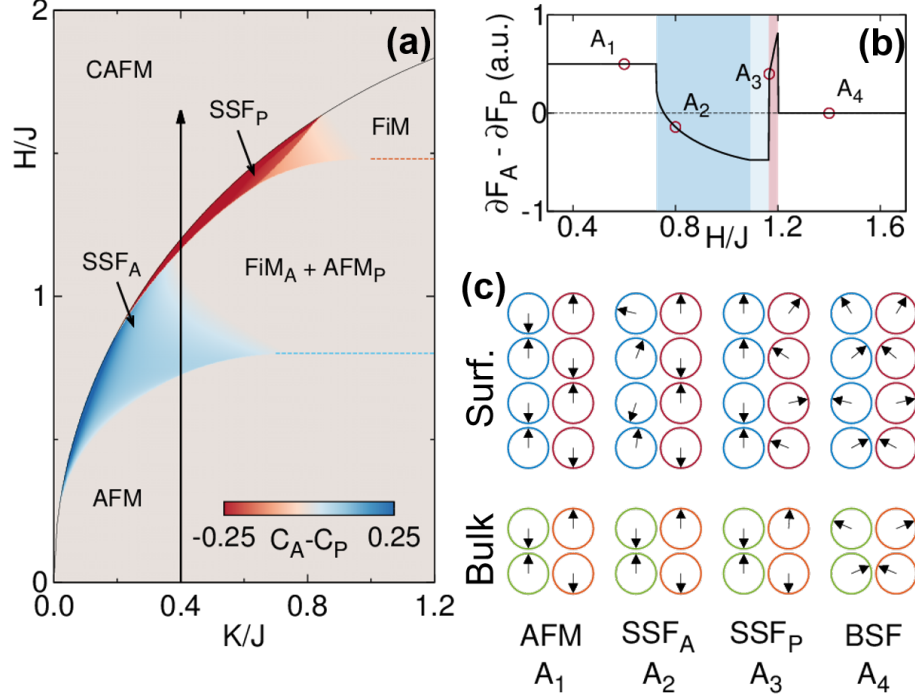 (a)
2
1
0
H/J
CAFM
SSF_P
FiM
SSF_A
FiM_A + AFM_P
AFM
-0.25 C_A-C_P 0.25
0.0 0.4 0.8 1.2
K/J
(b)
∂F_A - ∂F_P (a.u.)
1
0
-1
A_1
A_2
A_3
A_4
0.4 0.8 1.2 1.6
H/J
(c)
Surf.
Bulk
AFM SSF_A SSF_P BSF
A_1 A_2 A_3 A_4